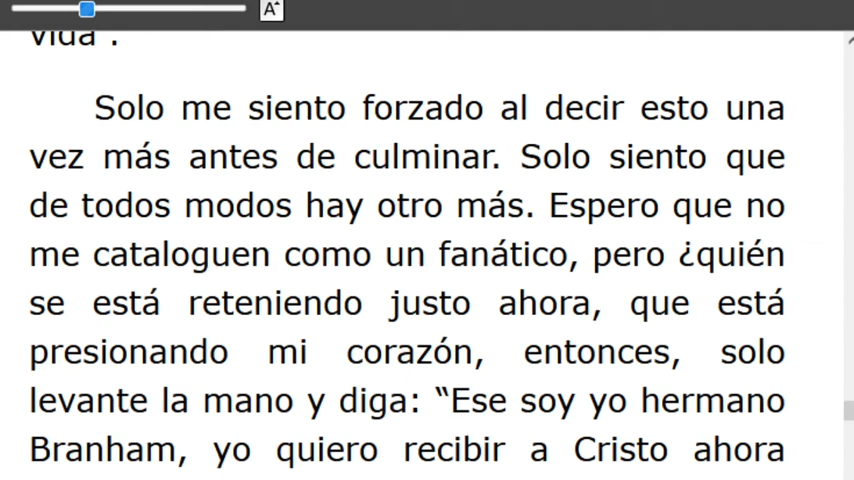 A
vida".
Solo me siento forzado al decir esto una
vez más antes de culminar. Solo siento que
de todos modos hay otro más. Espero que no
me cataloguen como un fanático, pero ¿quién
se está reteniendo justo ahora, que está
presionando mi corazón, entonces, solo
levante la mano y diga: “Ese soy yo hermano
Branham, yo quiero recibir a Cristo ahora